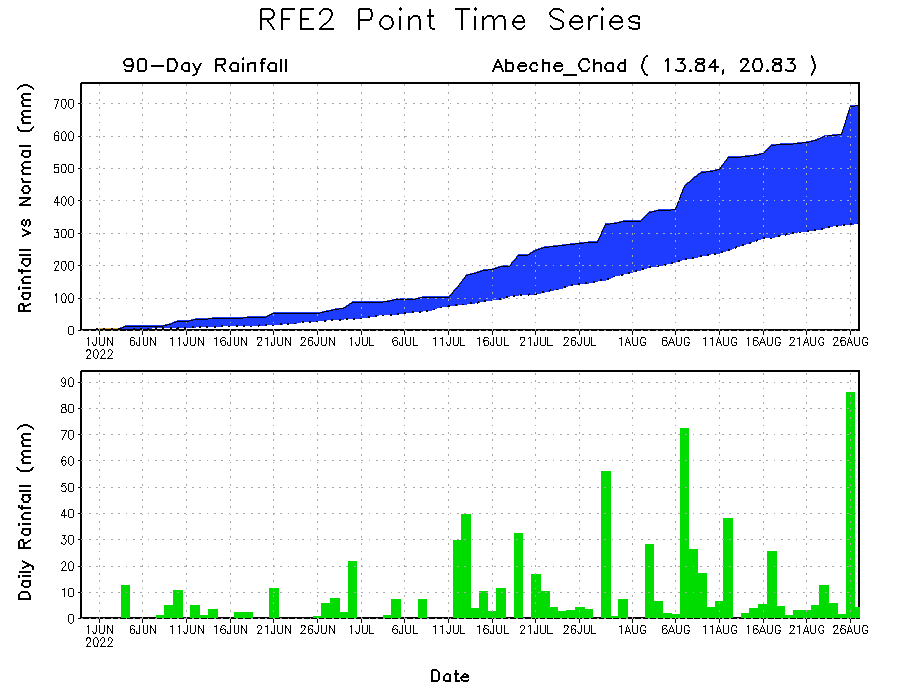 RFE2 Point Time Series
90-Day Rainfall Abeche_Chad ( 13.84, 20.83 )
Rainfall vs Normal (mm)
700
600
500
400
300
200
100
0
1JUN 6JUN 11JUN 16JUN 21JUN 26JUN 1JUL 6JUL 11JUL 16JUL 21JUL 26JUL 1AUG 6AUG 11AUG 16AUG 21AUG 26AUG
2022
Daily Rainfall (mm)
90
80
70
60
50
40
30
20
10
0
1JUN 6JUN 11JUN 16JUN 21JUN 26JUN 1JUL 6JUL 11JUL 16JUL 21JUL 26JUL 1AUG 6AUG 11AUG 16AUG 21AUG 26AUG
2022
Date